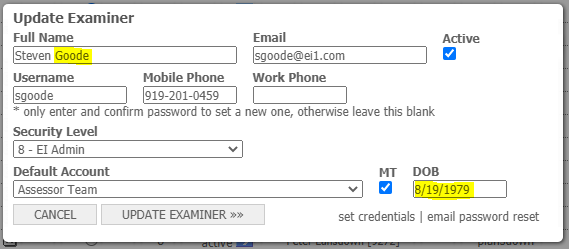 Update Examiner
Full Name Email Active
Steven Goode sgoode@ei1.com
Username Mobile Phone Work Phone
sgoode 919-201-0459
* only enter and confirm password to set a new one, otherwise leave this blank
Security Level
8 - EI Admin
Default Account MT DOB
Assessor Team 8/19/1979
CANCEL UPDATE EXAMINER »» set credentials | email password reset
active